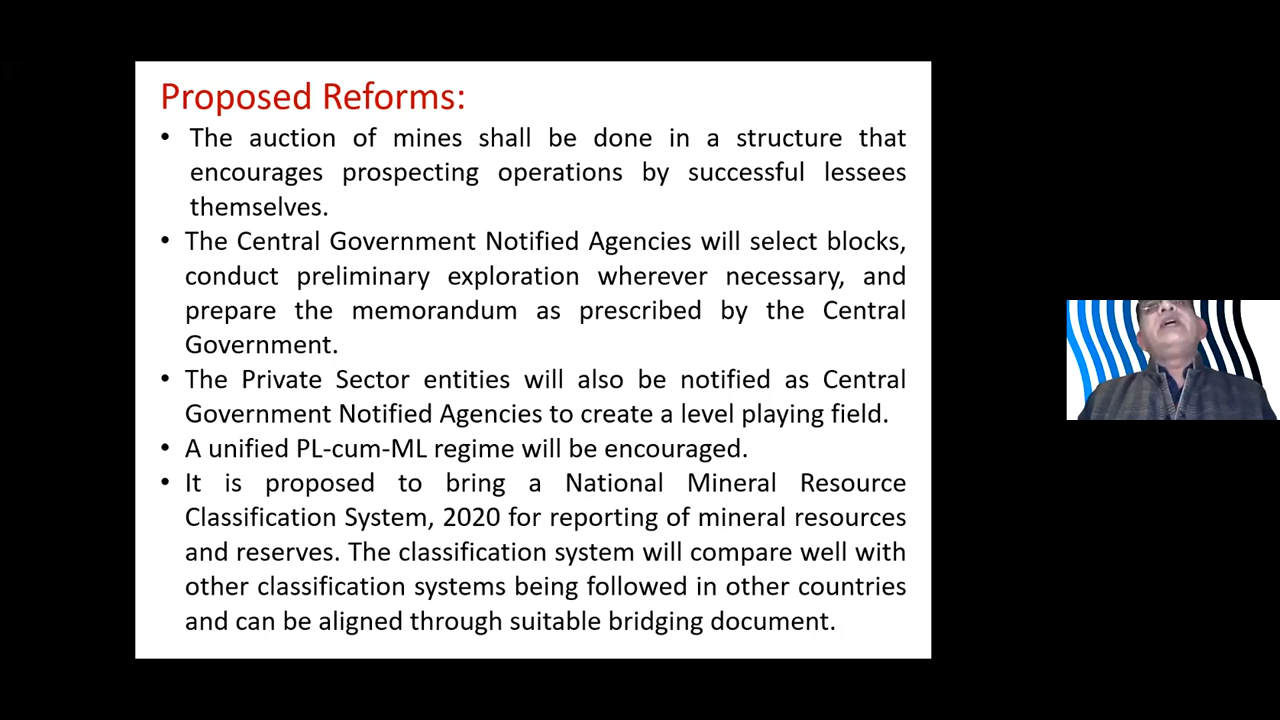 Proposed Reforms:
• The auction of mines shall be done in a structure that
encourages prospecting operations by successful lessees
themselves.
• The Central Government Notified Agencies will select blocks,
conduct preliminary exploration wherever necessary, and
prepare the memorandum as prescribed by the Central
Government.
• The Private Sector entities will also be notified as Central
Government Notified Agencies to create a level playing field.
• A unified PL-cum-ML regime will be encouraged.
• It is proposed to bring a National Mineral Resource
Classification System, 2020 for reporting of mineral resources
and reserves. The classification system will compare well with
other classification systems being followed in other countries
and can be aligned through suitable bridging document.